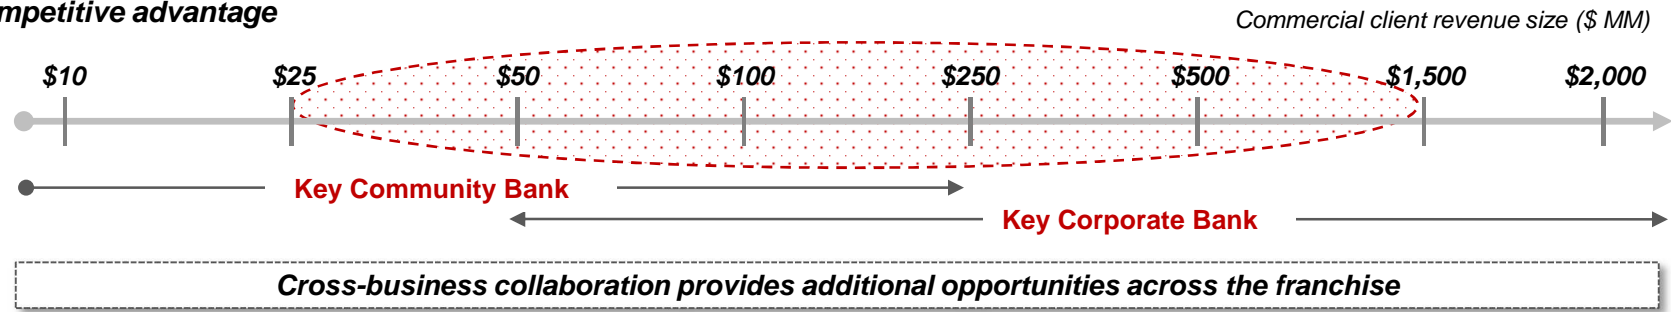 mpetitive advantage
Commercial client revenue size ($ MM)
$10 $25 $50 $100 $250 $500 $1,500 $2,000
Key Community Bank
Key Corporate Bank
Cross-business collaboration provides additional opportunities across the franchise